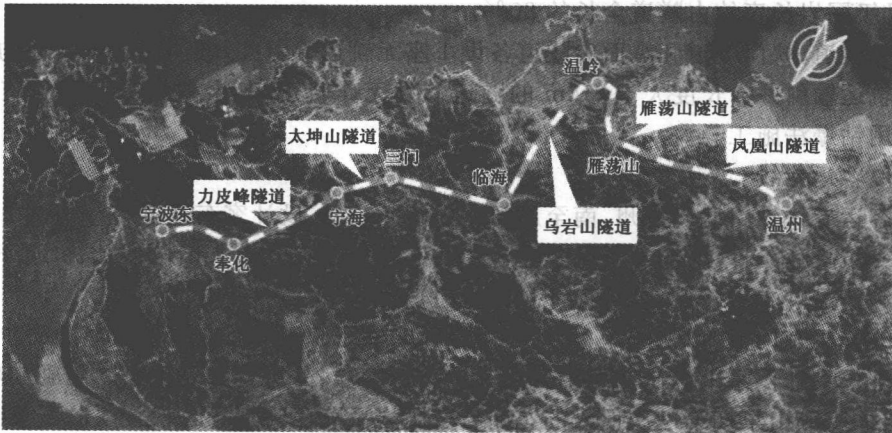 温岭
雁荡山隧道
太坤山隧道
三门
凤凰山隧道
临海
雁荡山
力皮峰隧道
宁海
宁波东
乌岩山隧道
温州
奉化